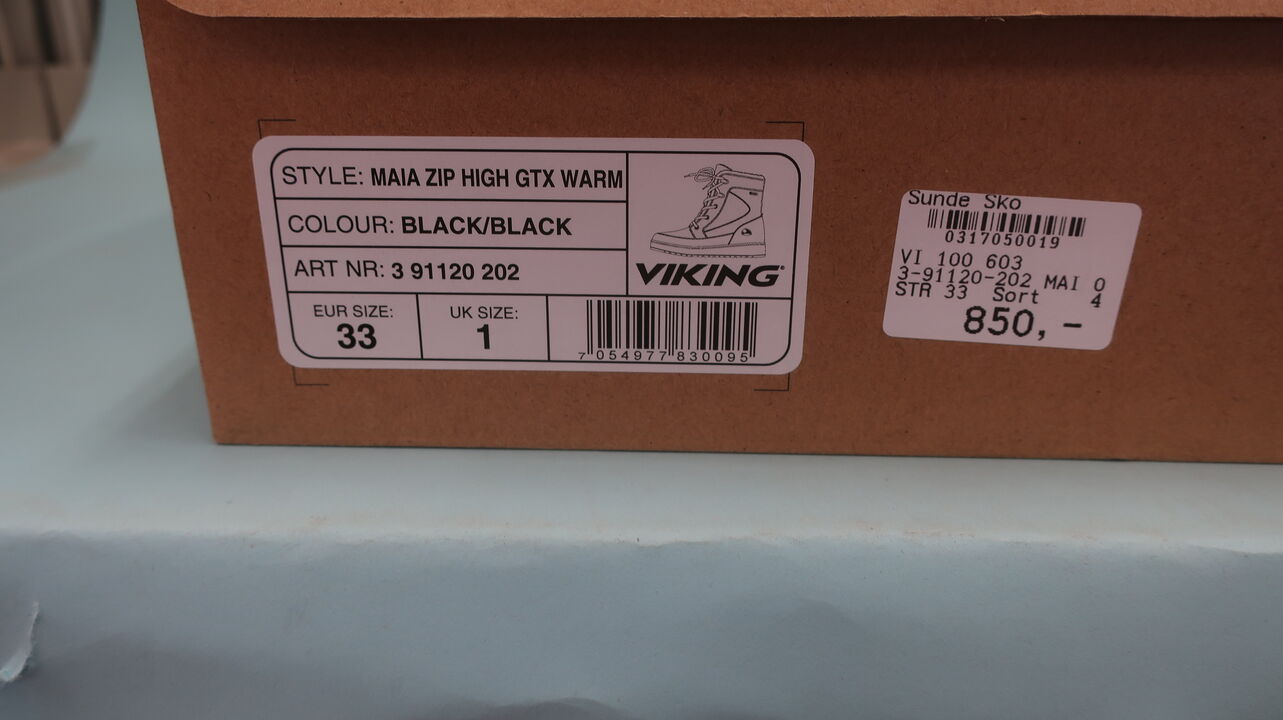 STYLE: MAIA ZIP HIGH GTX WARM
COLOUR: BLACK/BLACK
ART NR: 3 91120 202
VIKING
EUR SIZE:
33
UK SIZE:
1
7 054977 830095
Sunde Sko
0317050019
VI 100 603
3-91120-202 MAI 0
STR 33 Sort 4
850,-